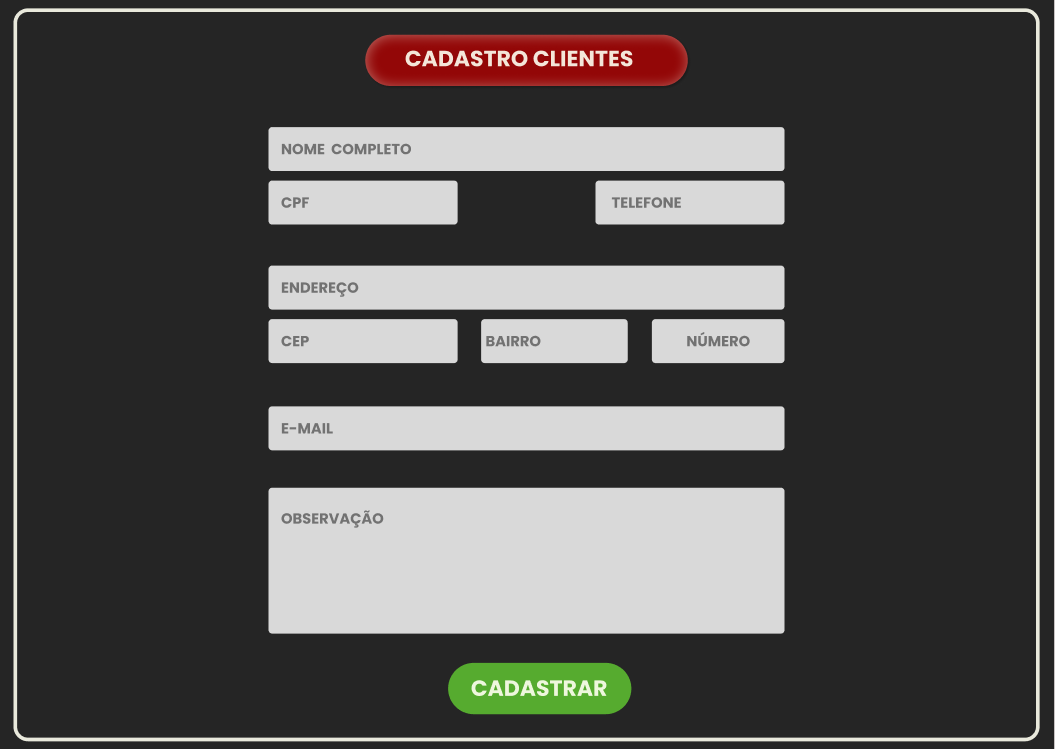 CADASTRO CLIENTES
NOME COMPLETO
CPF
TELEFONE
ENDEREÇO
CEP
BAIRRO
NÚMERO
E-MAIL
OBSERVAÇÃO
CADASTRAR